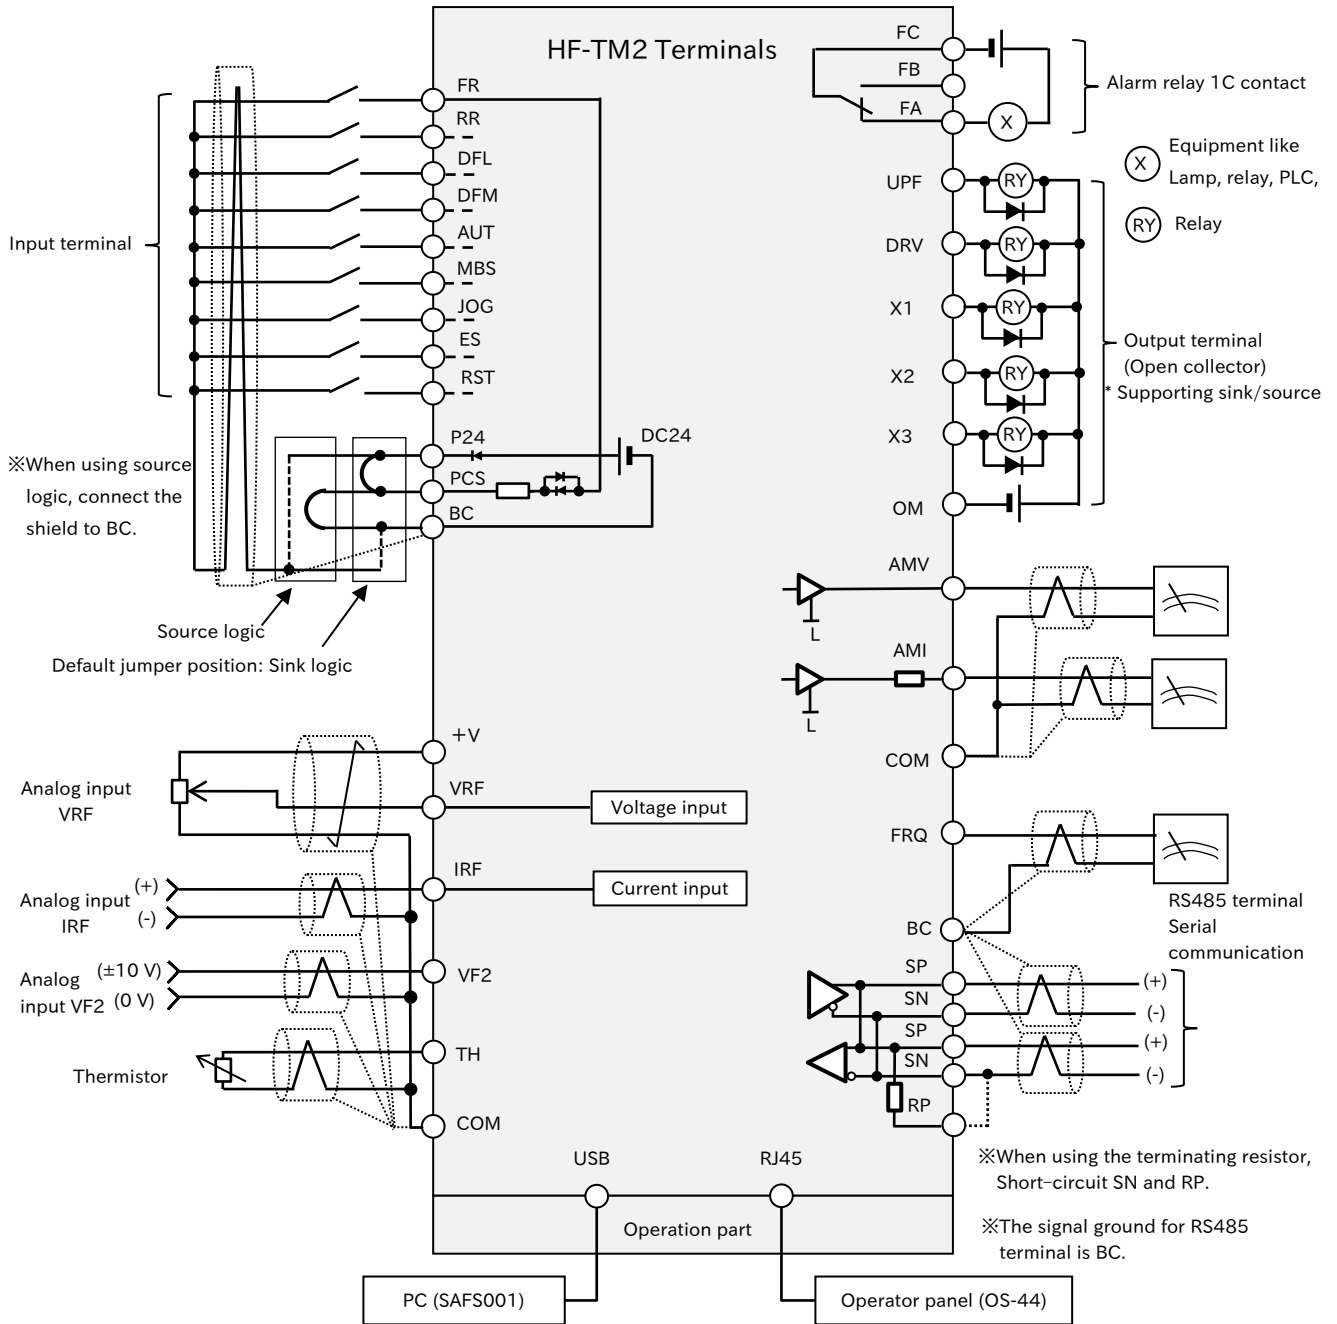 HF-TM2 Terminals
FR
RR
DFL
DFM
AUT
MBS
JOG
ES
RST
Input terminal
P24
PCS
BC
DC24
※When using source
logic, connect the
shield to BC.
Source logic
Default jumper position: Sink logic
+V
VRF
IRF
VF2
TH
COM
Analog input
VRF
Voltage input
Analog input
IRF
(+)
(-)
Current input
Analog
input VF2
(±10 V)
(0 V)
Thermistor
FC
FB
FA
X
Alarm relay 1C contact
X
Equipment like
Lamp, relay, PLC,
RY
Relay
UPF
RY
DRV
RY
X1
RY
X2
RY
X3
RY
OM
Output terminal
(Open collector)
* Supporting sink/source
AMV
L
AMI
L
COM
FRQ
BC
RS485 terminal
Serial
communication
SP
(+)
SN
(-)
SP
(+)
SN
(-)
RP
※When using the terminating resistor,
Short-circuit SN and RP.
※The signal ground for RS485
terminal is BC.
USB
RJ45
Operation part
PC (SAFS001)
Operator panel (OS-44)